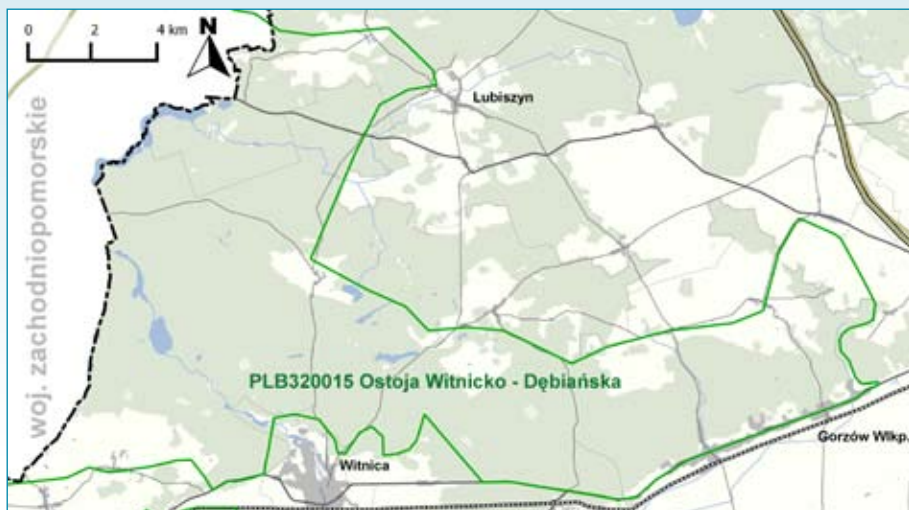 0 2 4 km
N
Lubiszyn
woj. zachodniopomorskie
PLB320015 Ostoja Witnicko - Dębiańska
Gorzów Wlkp.
Witnica